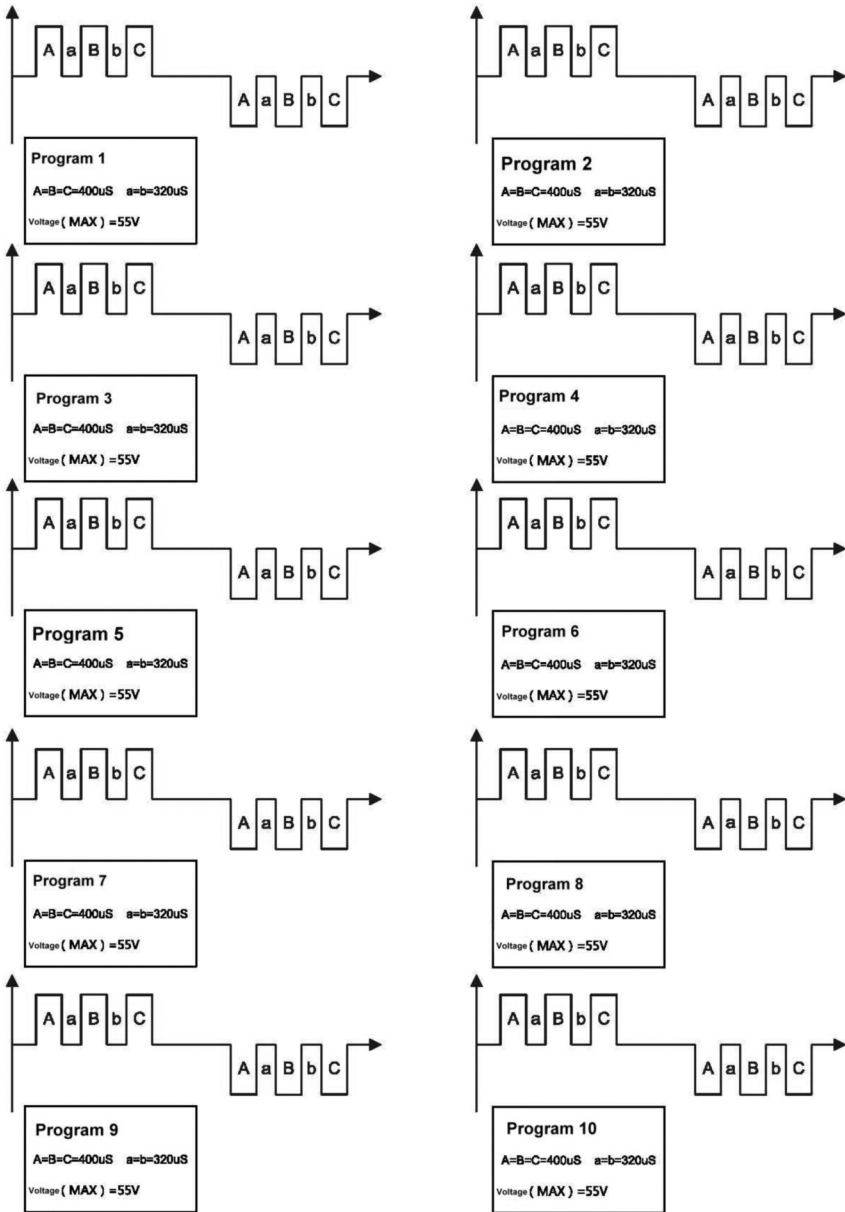 A a B b C
A a B b C
Program 1
A=B=C=400uS a=b=320uS
Voltage ( MAX ) =55V
A a B b C
A a B b C
Program 2
A=B=C=400uS a=b=320uS
Voltage ( MAX ) =55V
A a B b C
A a B b C
Program 3
A=B=C=400uS a=b=320uS
Voltage ( MAX ) =55V
A a B b C
A a B b C
Program 4
A=B=C=400uS a=b=320uS
Voltage ( MAX ) =55V
A a B b C
A a B b C
Program 5
A=B=C=400uS a=b=320uS
Voltage ( MAX ) =55V
A a B b C
A a B b C
Program 6
A=B=C=400uS a=b=320uS
Voltage ( MAX ) =55V
A a B b C
A a B b C
Program 7
A=B=C=400uS a=b=320uS
Voltage ( MAX ) =55V
A a B b C
A a B b C
Program 8
A=B=C=400uS a=b=320uS
Voltage ( MAX ) =55V
A a B b C
A a B b C
Program 9
A=B=C=400uS a=b=320uS
Voltage ( MAX ) =55V
A a B b C
A a B b C
Program 10
A=B=C=400uS a=b=320uS
Voltage ( MAX ) =55V